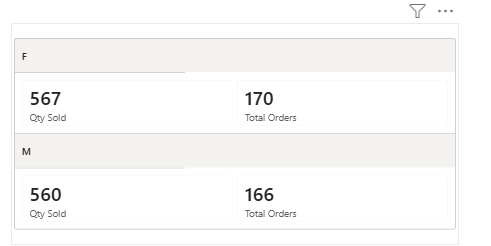 F
567 170
Qty Sold Total Orders
M
560 166
Qty Sold Total Orders